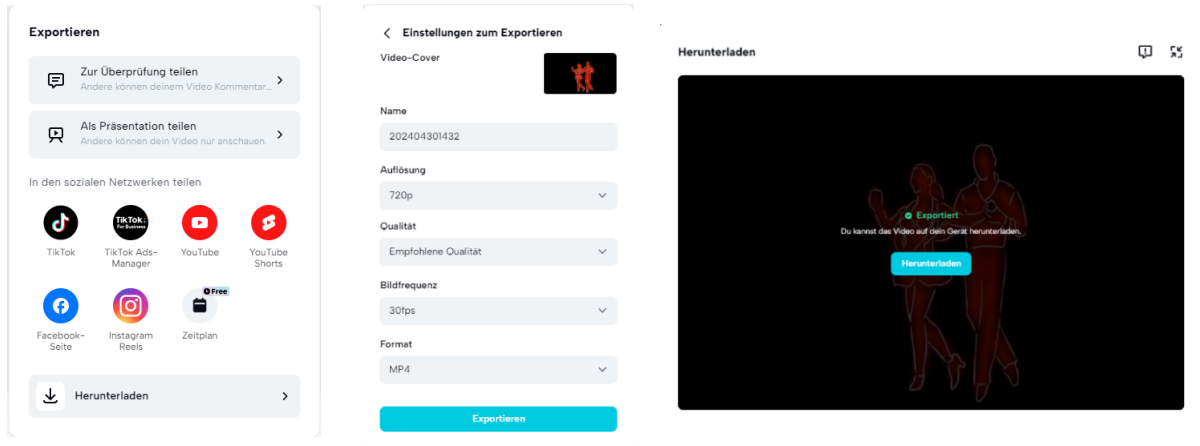 Exportieren
Zur Überprüfung teilen
Andere können deinem Video Kommentar...
Als Präsentation teilen
Andere können dein Video nur anschauen.
In den sozialen Netzwerken teilen
TikTok:
For Business
TikTok
TikTok Ads-
Manager
YouTube
YouTube
Shorts
Free
Facebook-
Seite
Instagram
Reels
Zeitplan
Herunterladen
Einstellungen zum Exportieren
Video-Cover
Name
202404301432
Auflösung
720p
Qualität
Empfohlene Qualität
Bildfrequenz
30fps
Format
MP4
Exportieren
Herunterladen
Exportiert
Du kannst das Video auf dein Gerät herunterladen.
Herunterladen